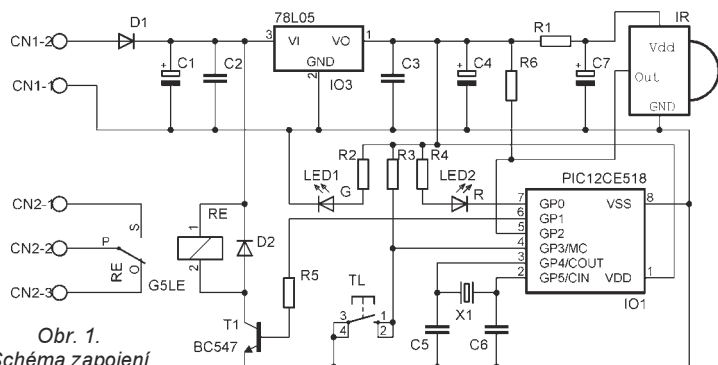 CN1-2
D1
78L05
3 VI VO 1
GND
2
IO3
R1
IR
Vdd
Out
GND
CN1-1
+ C1
C2
C3
+ C4
R6
+ C7
R2
R3
R4
LED1
G
LED2
R
PIC12CE518
7 GP0 VSS 8
6 GP1
5 GP2
4 GP3/MC
3 GP4/COUT
2 GP5/CIN VDD 1
IO1
CN2-1
CN2-2
CN2-3
S
P
O
RE
G5LE
1
RE
2
D2
R5
TL
3 1
4 2
X1
C5
C6
T1
BC547
Obr. 1.
Schéma zapojení